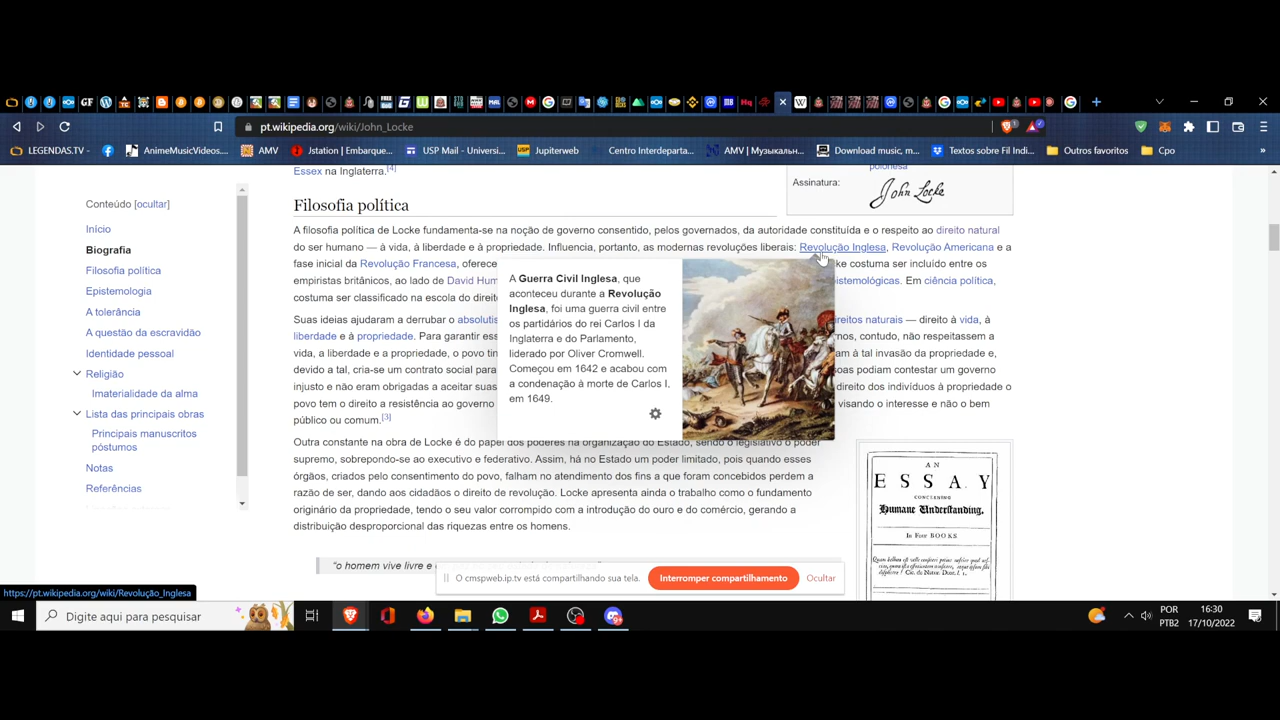 pt.wikipedia.org/wiki/John_Locke
LEGENDAS.TV -
AnimeMusicVideos...
AMV
Jstation | Embarque...
USP Mail - Universi...
Jupiterweb
Centro Interdeparta...
AMV | Музыкальн...
Download music, m...
Textos sobre Fil Indi...
Outros favoritos
Cpo
»
Essex na Inglaterra.[4]
polonesa
Assinatura:
John Locke
Conteúdo [ocultar]
Início
Biografia
Filosofia política
Epistemologia
A tolerância
A questão da escravidão
Identidade pessoal
Religião
Imaterialidade da alma
Lista das principais obras
Principais manuscritos
póstumos
Notas
Referências
Filosofia política
A filosofia política de Locke fundamenta-se na noção de governo consentido, pelos governados, da autoridade constituída e o respeito ao direito natural
do ser humano — à vida, à liberdade e à propriedade. Influencia, portanto, as modernas revoluções liberais: Revolução Inglesa, Revolução Americana e a
fase inicial da Revolução Francesa, oferece
ke costuma ser incluído entre os
empiristas britânicos, ao lado de David Hum
istemológicas. Em ciência política,
costuma ser classificado na escola do direit
Suas ideias ajudaram a derrubar o absolutis
reitos naturais — direito à vida, à
liberdade e à propriedade. Para garantir ess
nos, contudo, não respeitassem a
vida, a liberdade e a propriedade, o povo tin
am à tal invasão da propriedade e,
devido a tal, cria-se um contrato social para
soas podiam contestar um governo
injusto e não eram obrigadas a aceitar suas
direito dos indivíduos à propriedade o
povo tem o direito a resistência ao governo
visando o interesse e não o bem
público ou comum.[3]
A Guerra Civil Inglesa, que
aconteceu durante a Revolução
Inglesa, foi uma guerra civil entre
os partidários do rei Carlos I da
Inglaterra e do Parlamento,
liderado por Oliver Cromwell.
Começou em 1642 e acabou com
a condenação à morte de Carlos I,
em 1649.
Outra constante na obra de Locke é do papel dos poderes na organização do Estado, sendo o legislativo o poder
supremo, sobrepondo-se ao executivo e federativo. Assim, há no Estado um poder limitado, pois quando esses
órgãos, criados pelo consentimento do povo, falham no atendimento dos fins a que foram concebidos perdem a
razão de ser, dando aos cidadãos o direito de revolução. Locke apresenta ainda o trabalho como o fundamento
originário da propriedade, tendo o seu valor corrompido com a introdução do ouro e do comércio, gerando a
distribuição desproporcional das riquezas entre os homens.
"o homem vive livre e
AN
ESSAY
CONCERNING
Humane Understanding.
In Four BOOKS
O cmspweb.ip.tv está compartilhando sua tela.
Interromper compartilhamento
Ocultar
https://pt.wikipedia.org/wiki/Revolução_Inglesa
Digite aqui para pesquisar
POR
PTB2
16:30
17/10/2022